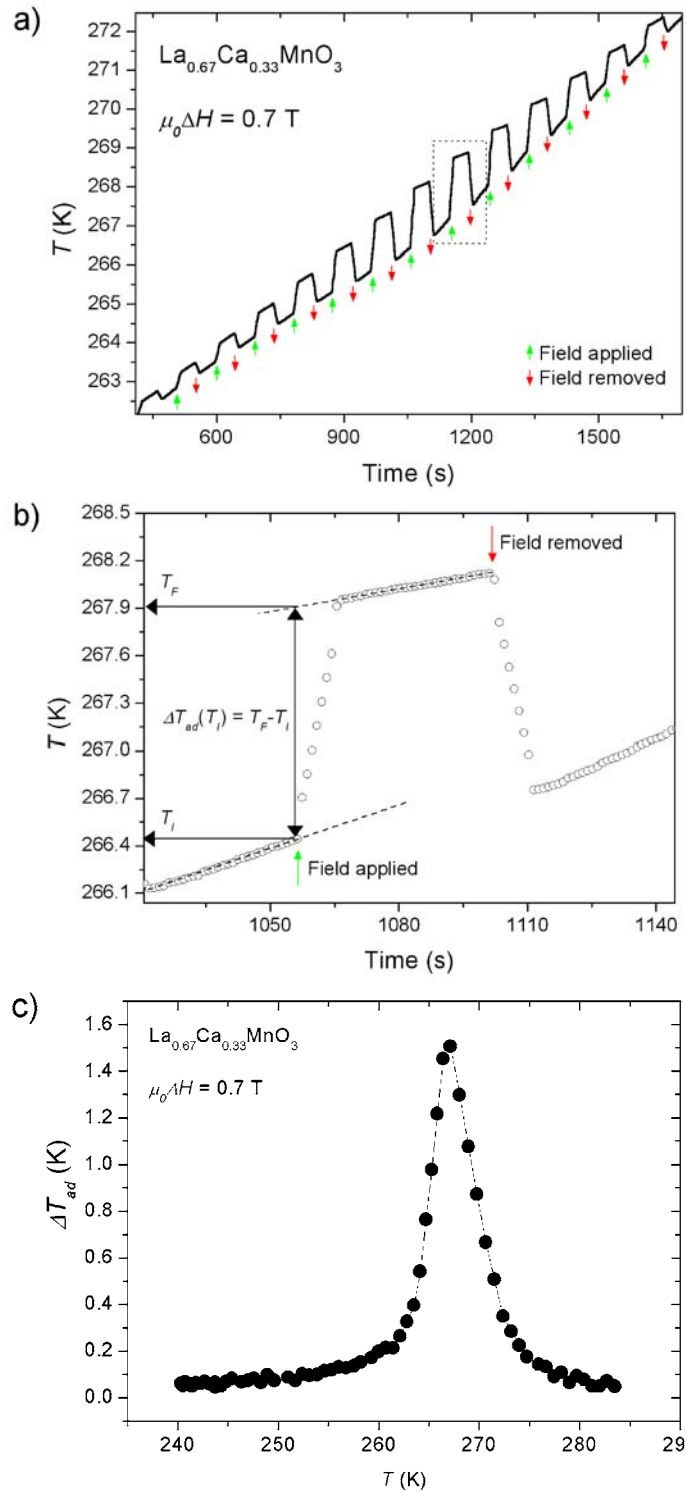 a)
La0.67Ca0.33MnO3
μ0ΔH = 0.7 T
272
271
270
269
268
267
266
265
264
263
T (K)
Field applied
Field removed
600
900
1200
1500
Time (s)
b)
268.5
268.2
267.9
267.6
267.3
267.0
266.7
266.4
266.1
T (K)
TF
Field removed
ΔTad(TI) = TF-TI
TI
Field applied
1050
1080
1110
1140
Time (s)
c)
La0.67Ca0.33MnO3
μ0ΔH = 0.7 T
1.6
1.4
1.2
1.0
0.8
0.6
0.4
0.2
0.0
ΔTad (K)
240
250
260
270
280
29
T (K)